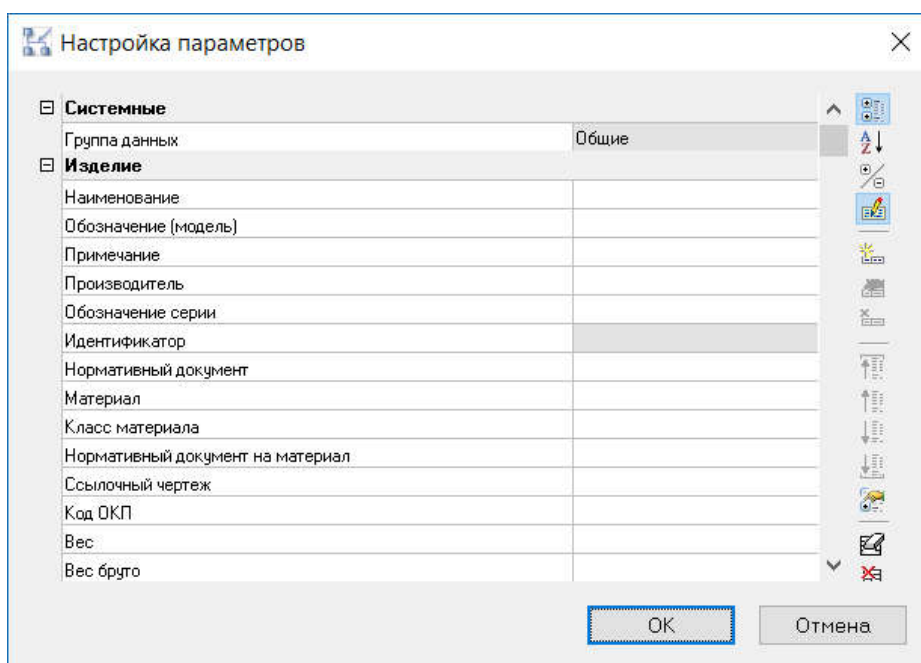 Настройка параметров
Системные
Группа данных Общие
Изделие
Наименование
Обозначение (модель)
Примечание
Производитель
Обозначение серии
Идентификатор
Нормативный документ
Материал
Класс материала
Нормативный документ на материал
Ссылочный чертеж
Код ОКП
Вес
Вес бруто
OK Отмена